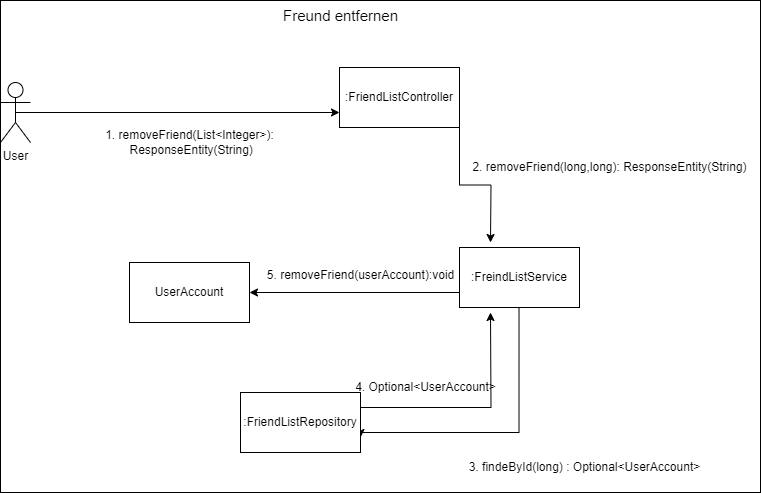 Freund entfernen
:FriendListController
1. removeFriend(List<Integer>):
ResponseEntity(String)
User
2. removeFriend(long,long): ResponseEntity(String)
5. removeFriend(userAccount):void
:FreindListService
UserAccount
4. Optional<UserAccount>
:FriendListRepository
3. findeById(long) : Optional<UserAccount>